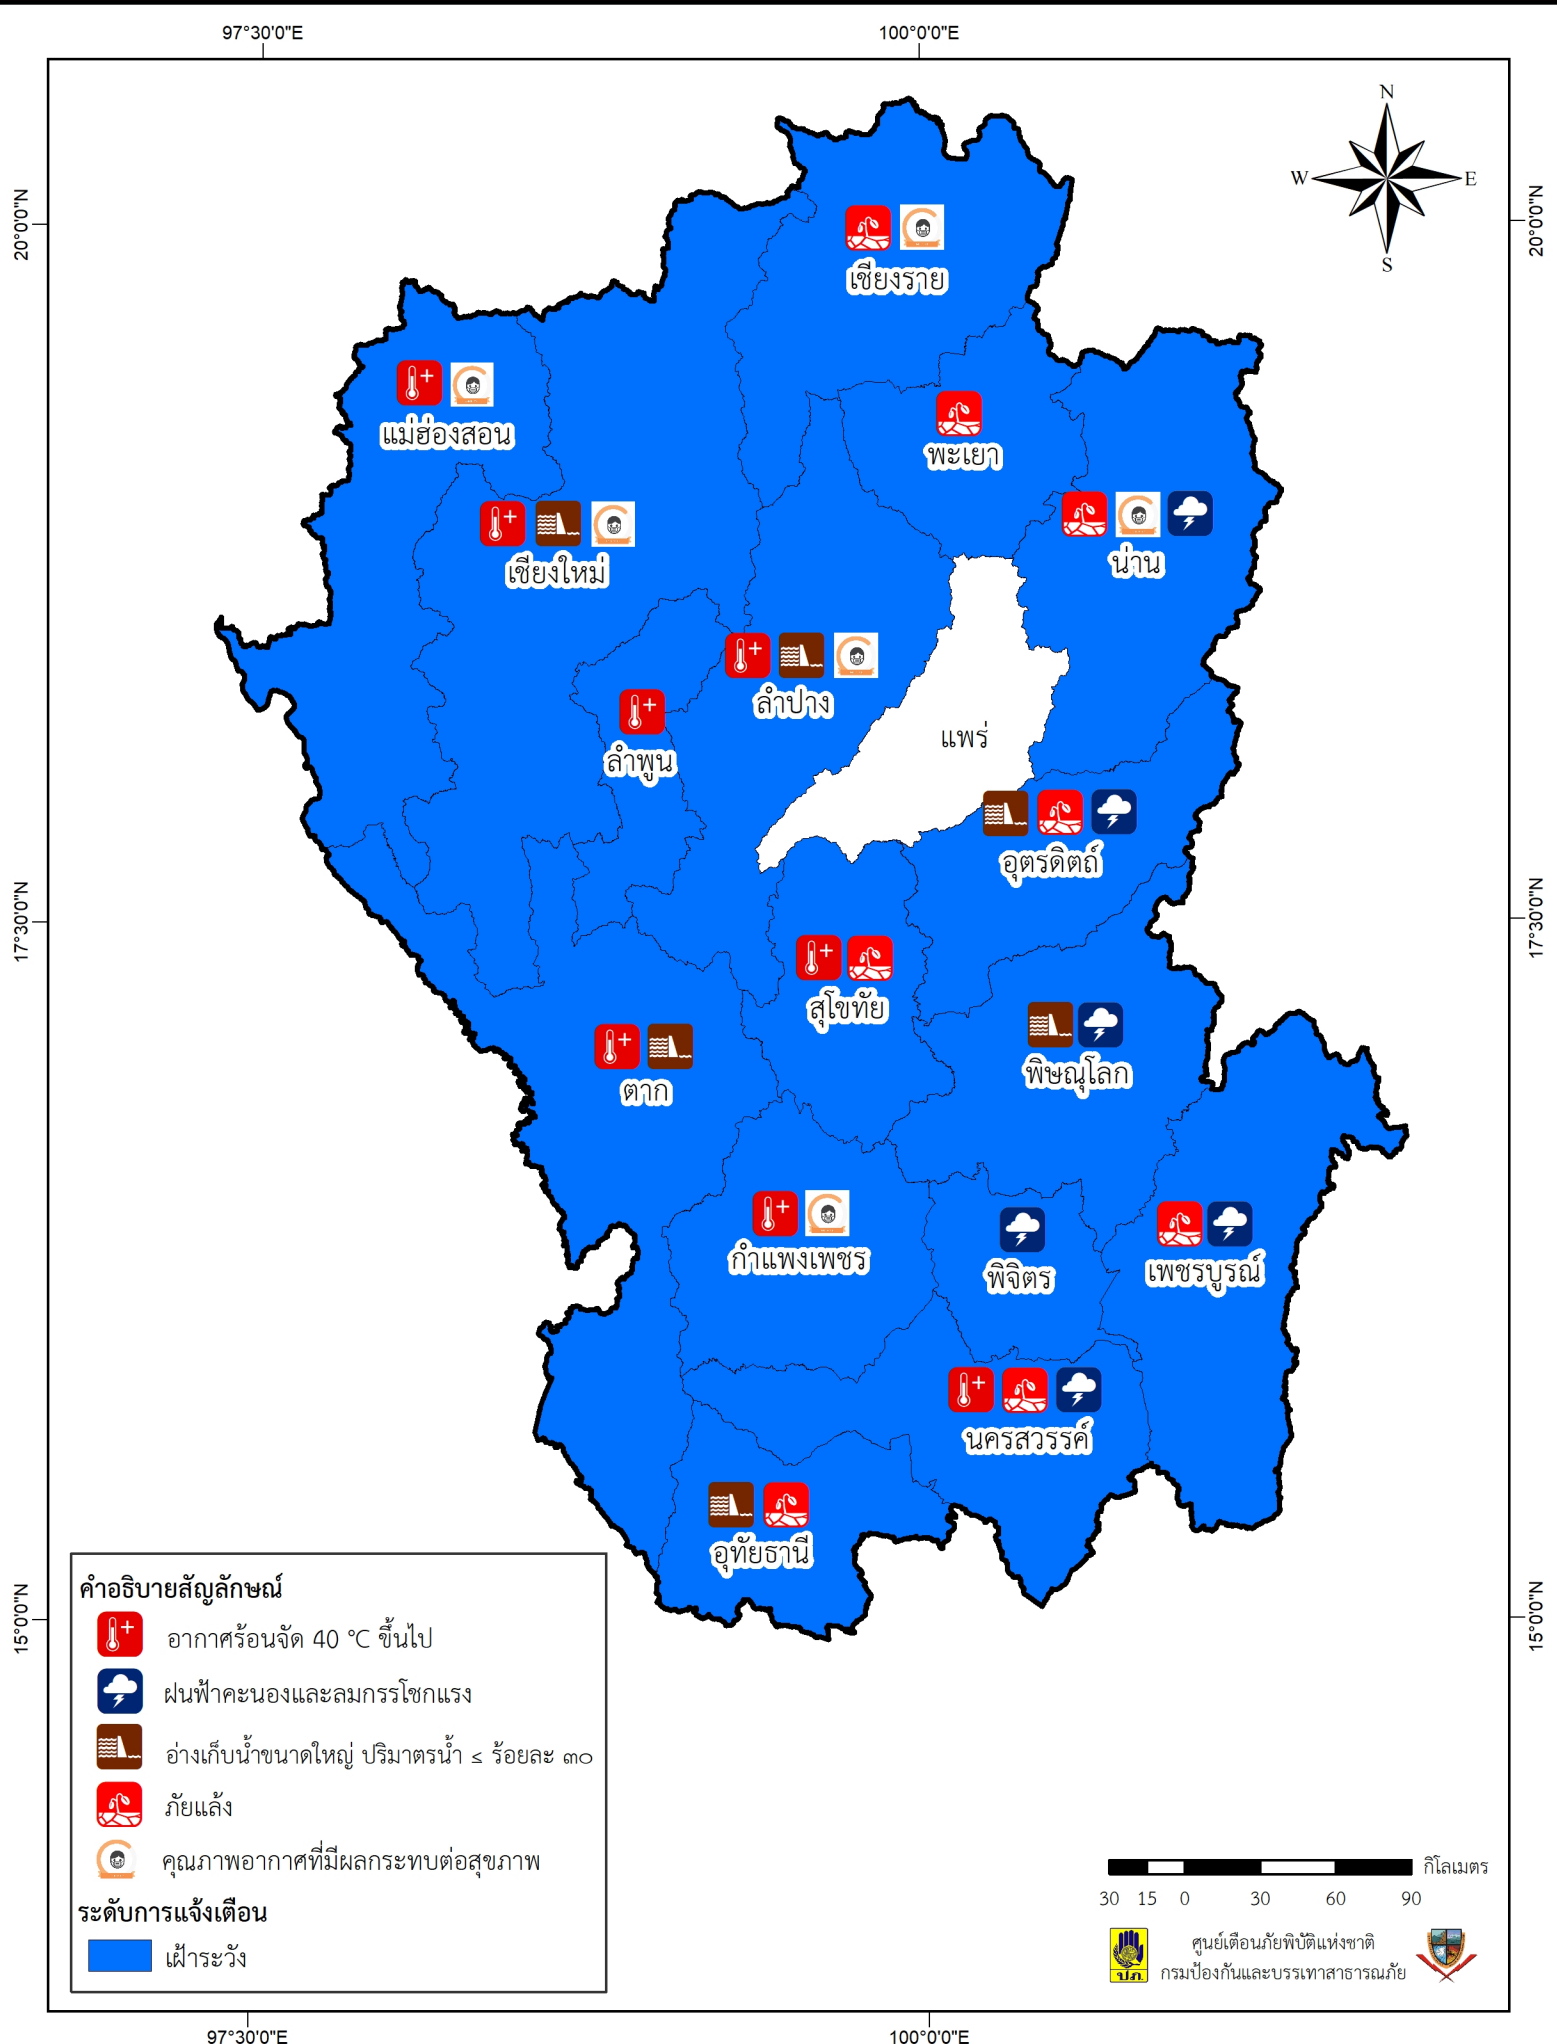 97°30'0"E 100°0'0"E
N
W E
S
20°0'0"N 20°0'0"N
เชียงราย
แม่ฮ่องสอน
พะเยา
น่าน
เชียงใหม่
ลำปาง
แพร่
ลำพูน
อุตรดิตถ์
17°30'0"N 17°30'0"N
สุโขทัย
พิษณุโลก
ตาก
กำแพงเพชร
พิจิตร
เพชรบูรณ์
นครสวรรค์
อุทัยธานี
15°0'0"N 15°0'0"N
คำอธิบายสัญลักษณ์
อากาศร้อนจัด 40 °C ขึ้นไป
ฝนฟ้าคะนองและลมกรรโชกแรง
อ่างเก็บน้ำขนาดใหญ่ ปริมาตรน้ำ ≤ ร้อยละ ๓๐
ภัยแล้ง
คุณภาพอากาศที่มีผลกระทบต่อสุขภาพ
ระดับการแจ้งเตือน
เฝ้าระวัง
กิโลเมตร
30 15 0 30 60 90
ปภ.
ศูนย์เตือนภัยพิบัติแห่งชาติ
กรมป้องกันและบรรเทาสาธารณภัย
97°30'0"E 100°0'0"E